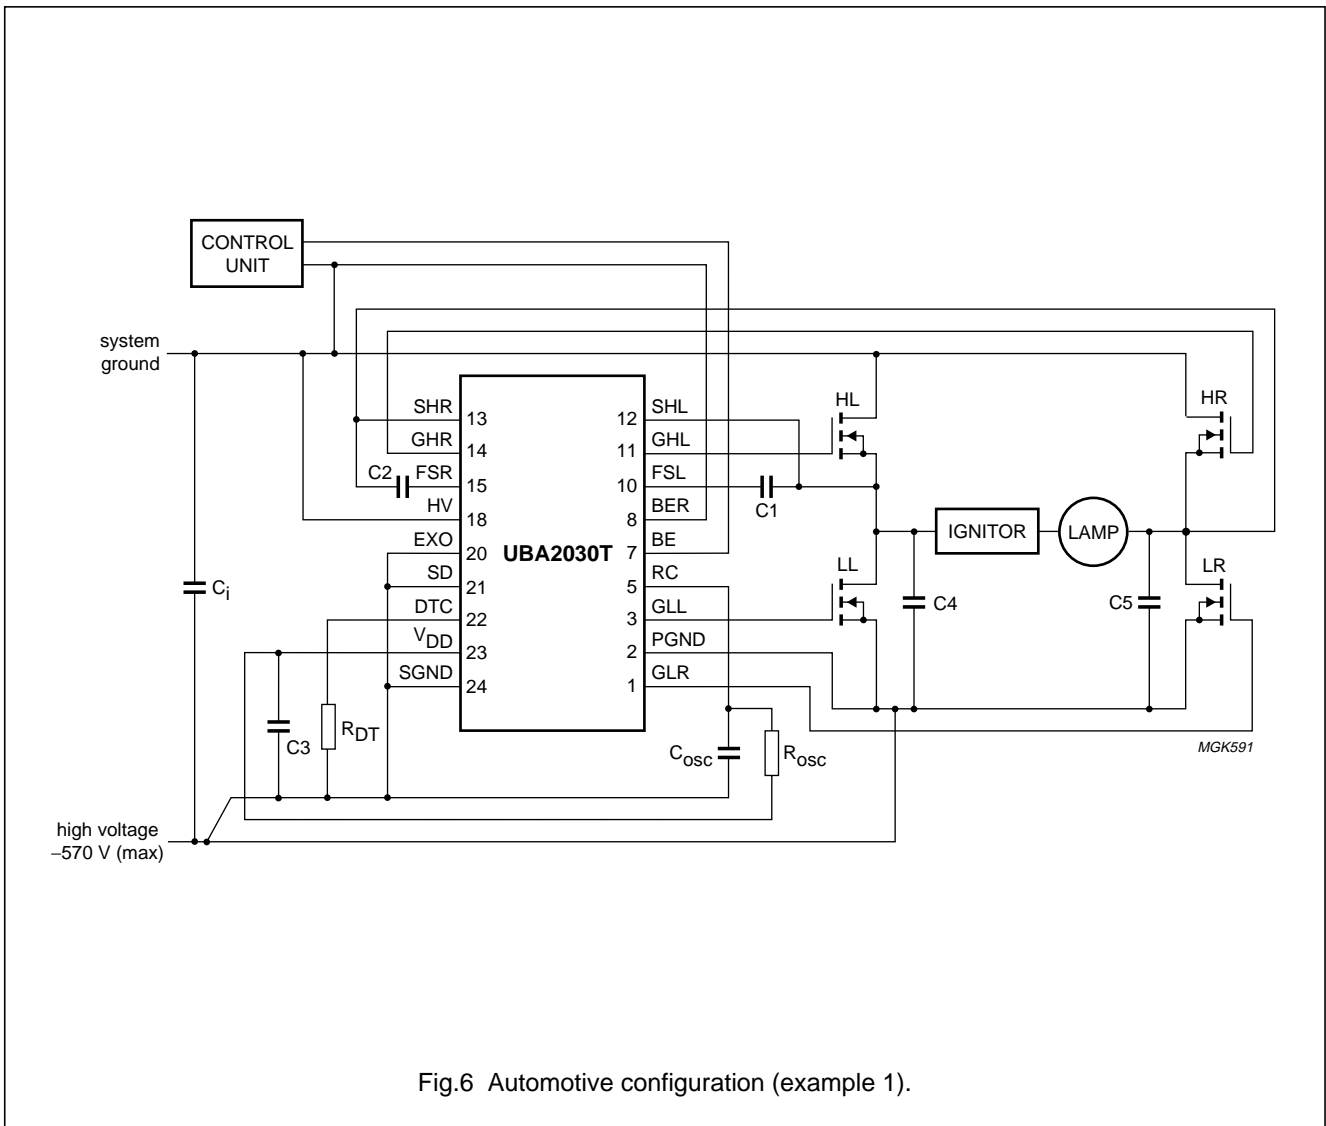 CONTROL
UNIT
system
ground
SHR 13
GHR 14
C2 FSR 15
HV 18
EXO 20
SD 21
DTC 22
VDD 23
SGND 24
UBA2030T
12 SHL
11 GHL
10 FSL
8 BER
7 BE
5 RC
3 GLL
2 PGND
1 GLR
C1
HL
HR
IGNITOR
LAMP
LL
LR
C4
C5
Ci
C3
RDT
Cosc
Rosc
MGK591
high voltage
−570 V (max)
Fig.6 Automotive configuration (example 1).